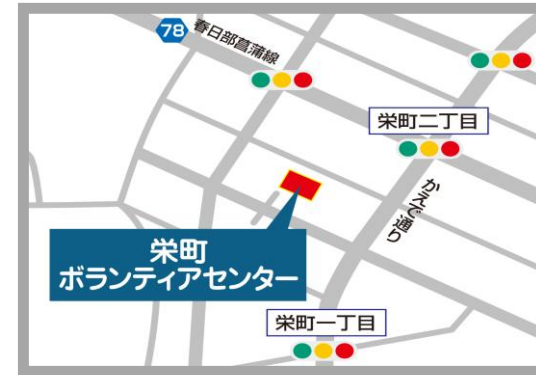 78
春日部菖蒲線
栄町二丁目
かえで通り
栄町
ボランティアセンター
栄町一丁目